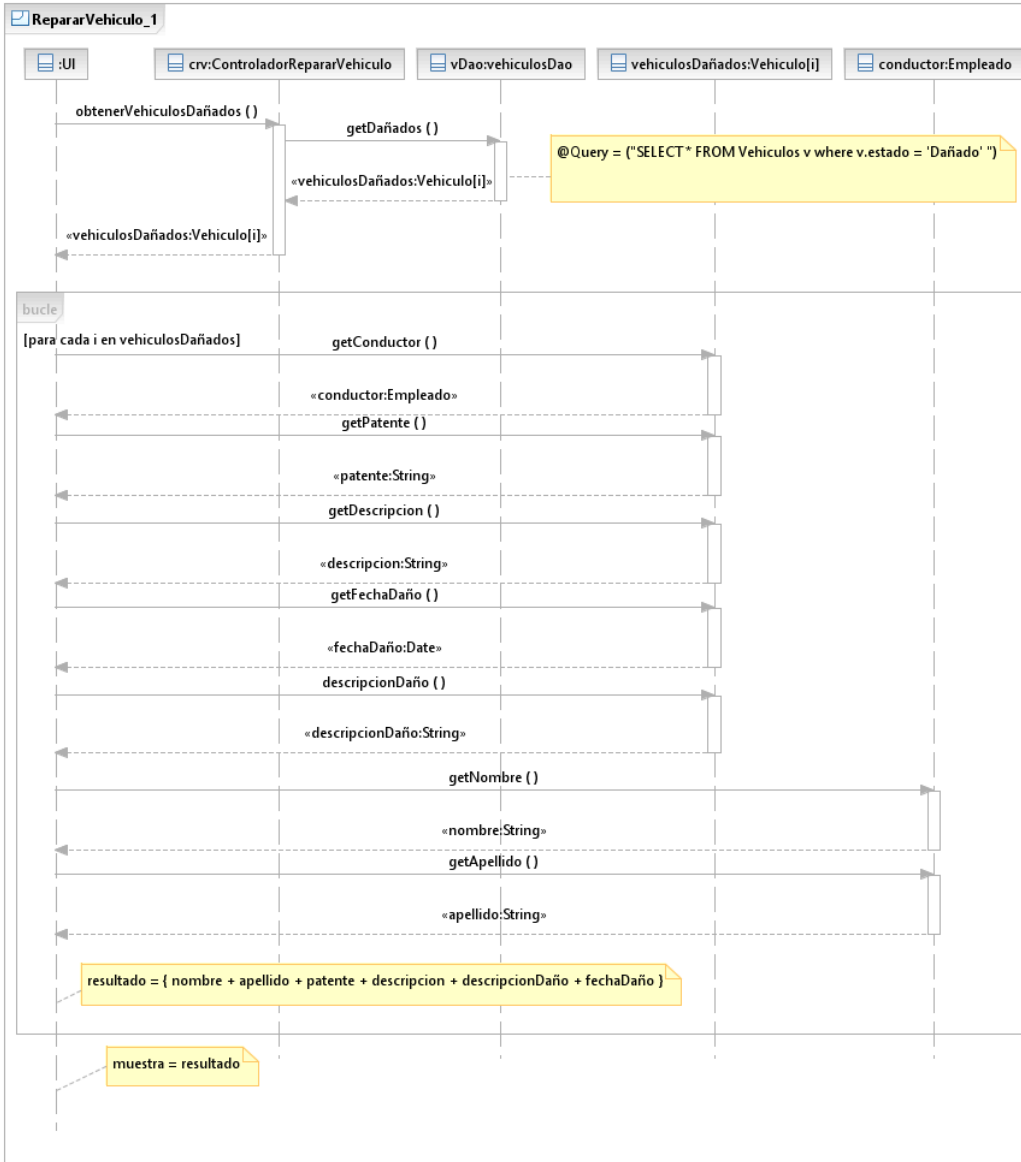 RepararVehiculo_1
:UI
crv:ControladorRepararVehiculo
vDao:vehiculosDao
vehiculosDañados:Vehiculo[i]
conductor:Empleado
obtenerVehiculosDañados ( )
getDañados ( )
@Query = ("SELECT * FROM Vehiculos v where v.estado = 'Dañado' ")
«vehiculosDañados:Vehiculo[i]»
«vehiculosDañados:Vehiculo[i]»
bucle
[para cada i en vehiculosDañados]
getConductor ( )
«conductor:Empleado»
getPatente ( )
«patente:String»
getDescripcion ( )
«descripcion:String»
getFechaDaño ( )
«fechaDaño:Date»
descripcionDaño ( )
«descripcionDaño:String»
getNombre ( )
«nombre:String»
getApellido ( )
«apellido:String»
resultado = { nombre + apellido + patente + descripcion + descripcionDaño + fechaDaño }
muestra = resultado